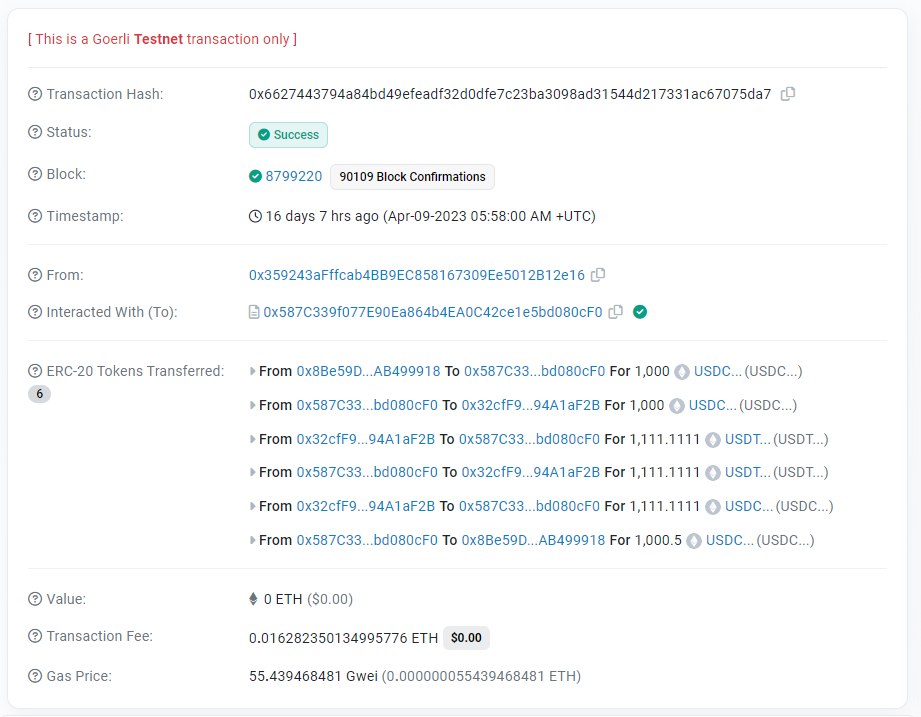 [ This is a Goerli Testnet transaction only ]
Transaction Hash: 0x6627443794a84bd49efeadf32d0dfe7c23ba3098ad31544d217331ac67075da7
Status: Success
Block: 8799220 90109 Block Confirmations
Timestamp: 16 days 7 hrs ago (Apr-09-2023 05:58:00 AM +UTC)
From: 0x359243aFffcab4BB9EC858167309Ee5012B12e16
Interacted With (To): 0x587C339f077E90Ea864b4EA0C42ce1e5bd080cF0
ERC-20 Tokens Transferred: From 0x8Be59D...AB499918 To 0x587C33...bd080cF0 For 1,000 USDC... (USDC...)
6
From 0x587C33...bd080cF0 To 0x32cfF9...94A1aF2B For 1,000 USDC... (USDC...)
From 0x32cfF9...94A1aF2B To 0x587C33...bd080cF0 For 1,111.1111 USDT... (USDT...)
From 0x587C33...bd080cF0 To 0x32cfF9...94A1aF2B For 1,111.1111 USDT... (USDT...)
From 0x32cfF9...94A1aF2B To 0x587C33...bd080cF0 For 1,111.1111 USDC... (USDC...)
From 0x587C33...bd080cF0 To 0x8Be59D...AB499918 For 1,000.5 USDC... (USDC...)
Value: 0 ETH ($0.00)
Transaction Fee: 0.016282350134995776 ETH $0.00
Gas Price: 55.439468481 Gwei (0.000000055439468481 ETH)